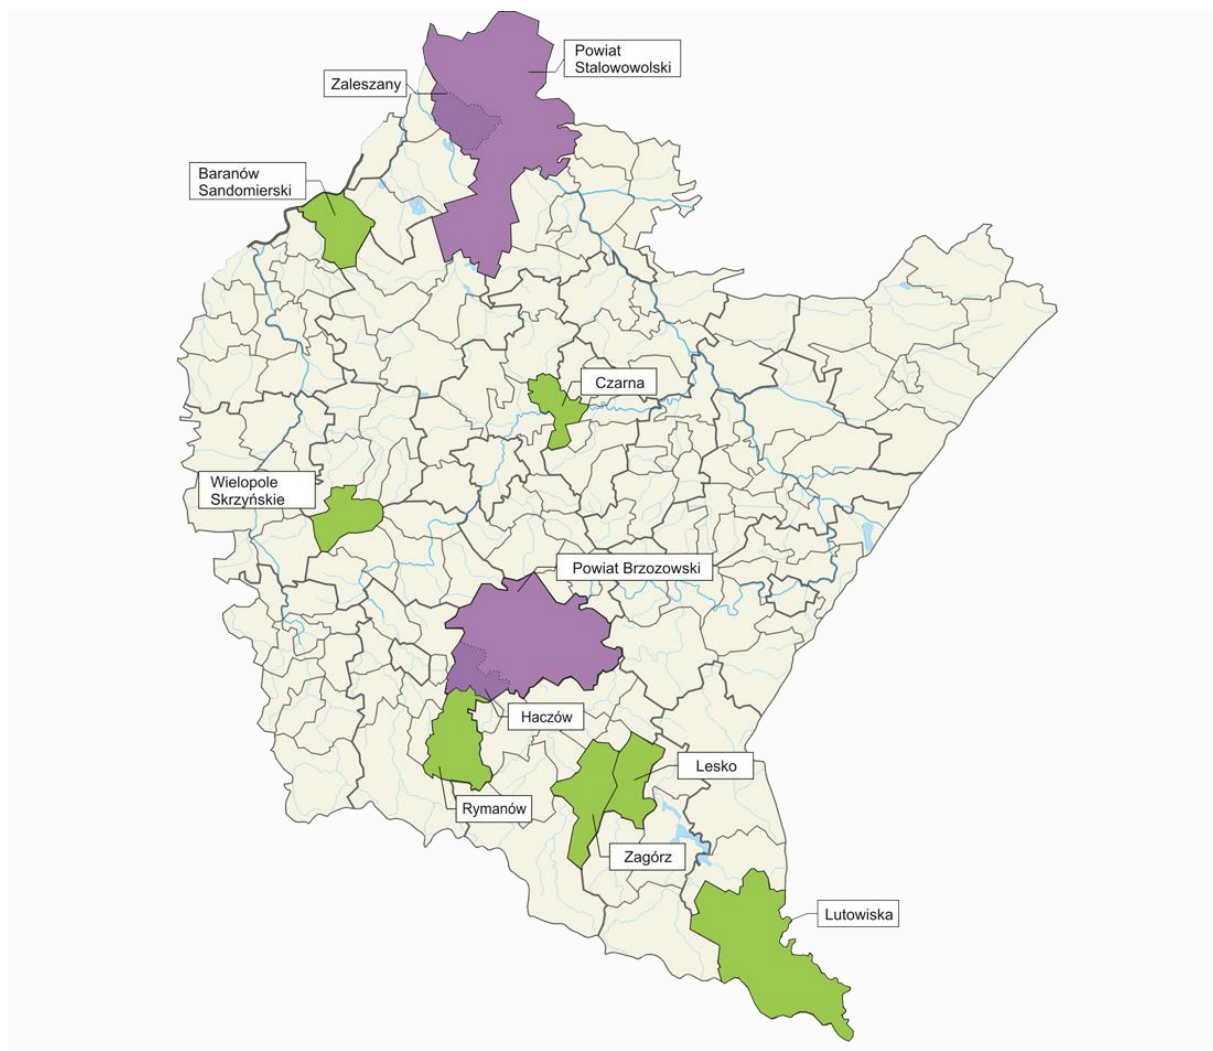 Powiat
Stalowowolski
Zaleszany
Baranów
Sandomierski
Czarna
Wielopole
Skrzyńskie
Powiat Brzozowski
Haczów
Lesko
Rymanów
Zagórz
Lutowiska